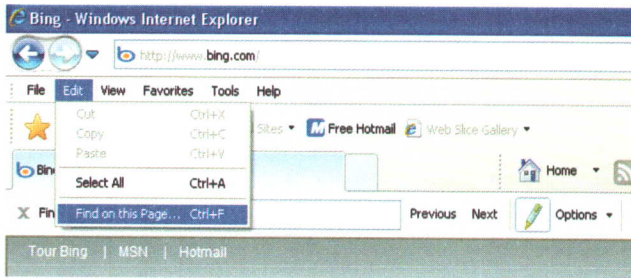 Bing - Windows Internet Explorer
http://www.bing.com/
File Edit View Favorites Tools Help
Cut Ctrl+X
Copy Ctrl+C
Paste Ctrl+V
Select All Ctrl+A
Find on this Page... Ctrl+F
Sites Free Hotmail Web Slice Gallery
Bin Home
X Fin Previous Next Options
Tour Bing | MSN | Hotmail